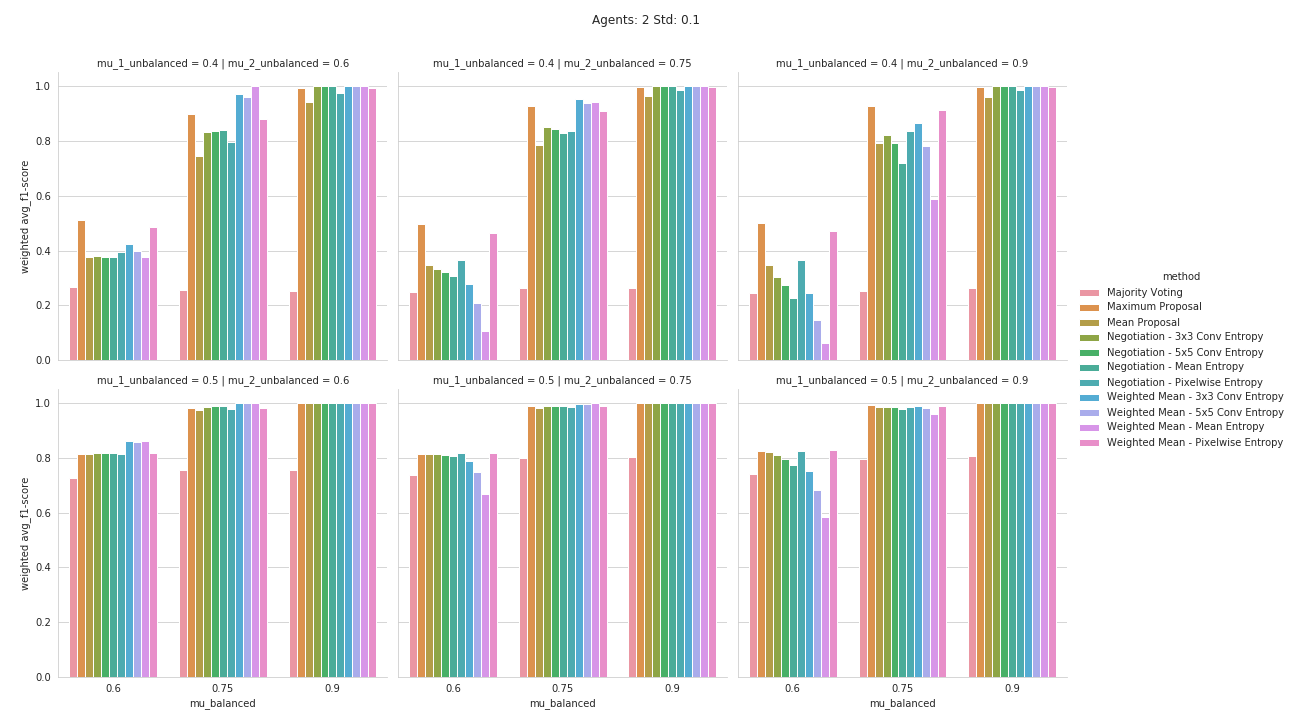 Agents: 2 Std: 0.1
mu_1_unbalanced = 0.4 | mu_2_unbalanced = 0.6
mu_1_unbalanced = 0.4 | mu_2_unbalanced = 0.75
mu_1_unbalanced = 0.4 | mu_2_unbalanced = 0.9
1.0
0.8
0.6
0.4
0.2
0.0
weighted avg_f1-score
mu_1_unbalanced = 0.5 | mu_2_unbalanced = 0.6
mu_1_unbalanced = 0.5 | mu_2_unbalanced = 0.75
mu_1_unbalanced = 0.5 | mu_2_unbalanced = 0.9
1.0
0.8
0.6
0.4
0.2
0.0
weighted avg_f1-score
0.6 0.75 0.9
mu_balanced
0.6 0.75 0.9
mu_balanced
0.6 0.75 0.9
mu_balanced
method
Majority Voting
Maximum Proposal
Mean Proposal
Negotiation - 3x3 Conv Entropy
Negotiation - 5x5 Conv Entropy
Negotiation - Mean Entropy
Negotiation - Pixelwise Entropy
Weighted Mean - 3x3 Conv Entropy
Weighted Mean - 5x5 Conv Entropy
Weighted Mean - Mean Entropy
Weighted Mean - Pixelwise Entropy